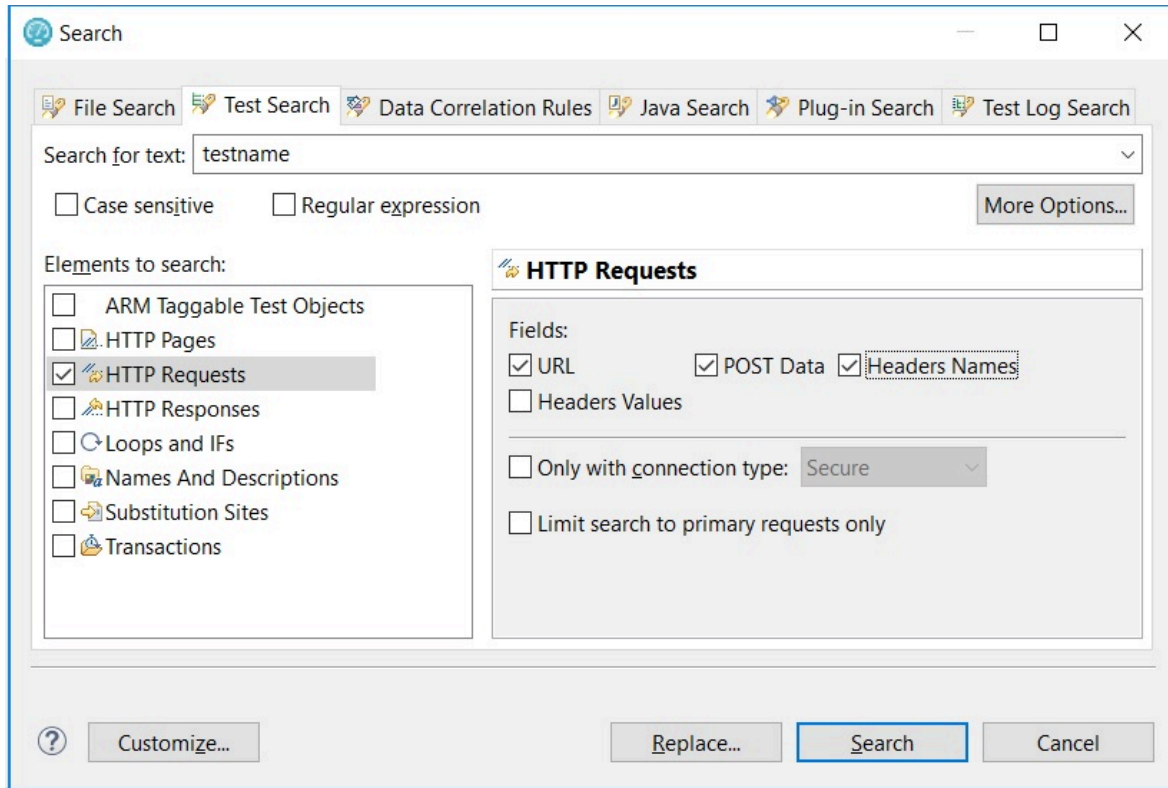 Search
File Search Test Search Data Correlation Rules Java Search Plug-in Search Test Log Search
Search for text: testname
Case sensitive Regular expression More Options...
Elements to search:
ARM Taggable Test Objects
HTTP Pages
HTTP Requests
HTTP Responses
Loops and IFs
Names And Descriptions
Substitution Sites
Transactions
HTTP Requests
Fields:
URL POST Data Headers Names
Headers Values
Only with connection type: Secure
Limit search to primary requests only
? Customize... Replace... Search Cancel